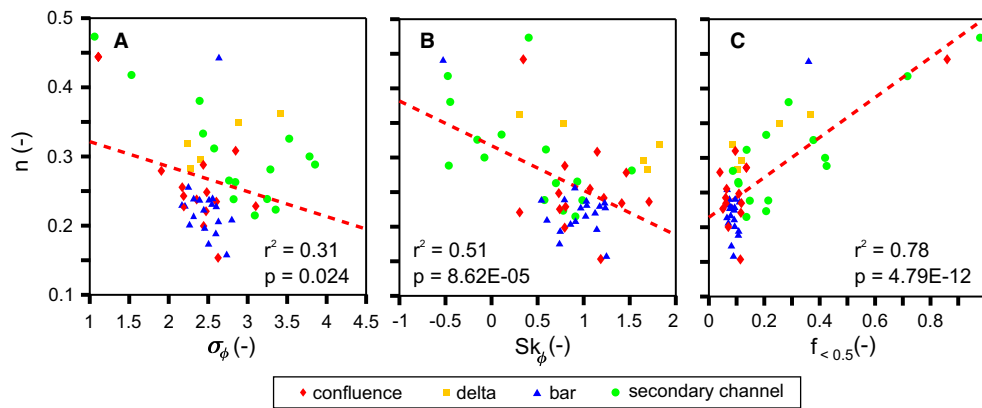 0.5
0.4
0.3
0.2
0.1
n (-)
A
r² = 0.31
p = 0.024
1 1.5 2 2.5 3 3.5 4 4.5
σϕ (-)
B
r² = 0.51
p = 8.62E-05
-1 -0.5 0 0.5 1 1.5 2
Skϕ (-)
C
r² = 0.78
p = 4.79E-12
0 0.2 0.4 0.6 0.8
f< 0.5 (-)
confluence delta bar secondary channel